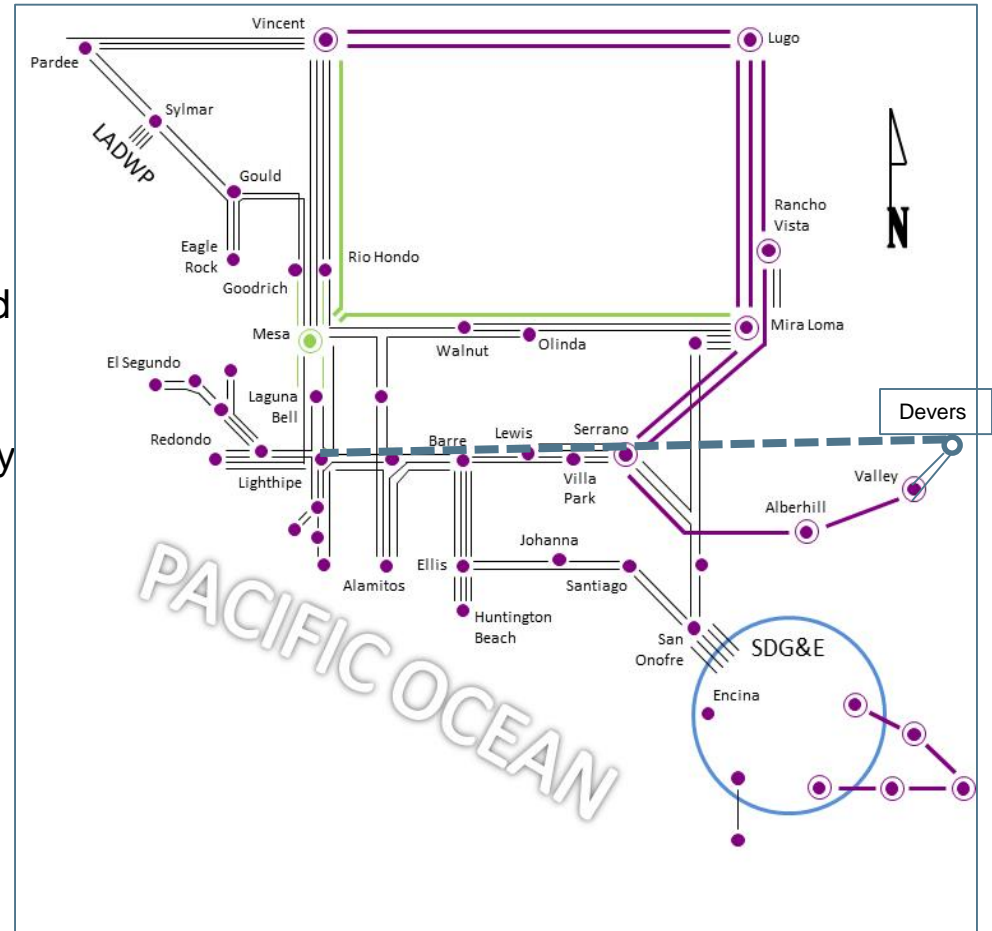 Vincent
Lugo
Pardee
Sylmar
LADWP
Gould
Rancho
Vista
N
Eagle
Rock
Rio Hondo
Goodrich
d
Mesa
Mira Loma
Walnut
Olinda
El Segundo
Laguna
Bell
Devers
Redondo
Barre
Lewis
Serrano
y
Lighthipe
Villa
Park
Valley
Alberhill
Johanna
Alamitos
Ellis
Santiago
Huntington
Beach
PACIFIC OCEAN
San
Onofre
SDG&E
Encina